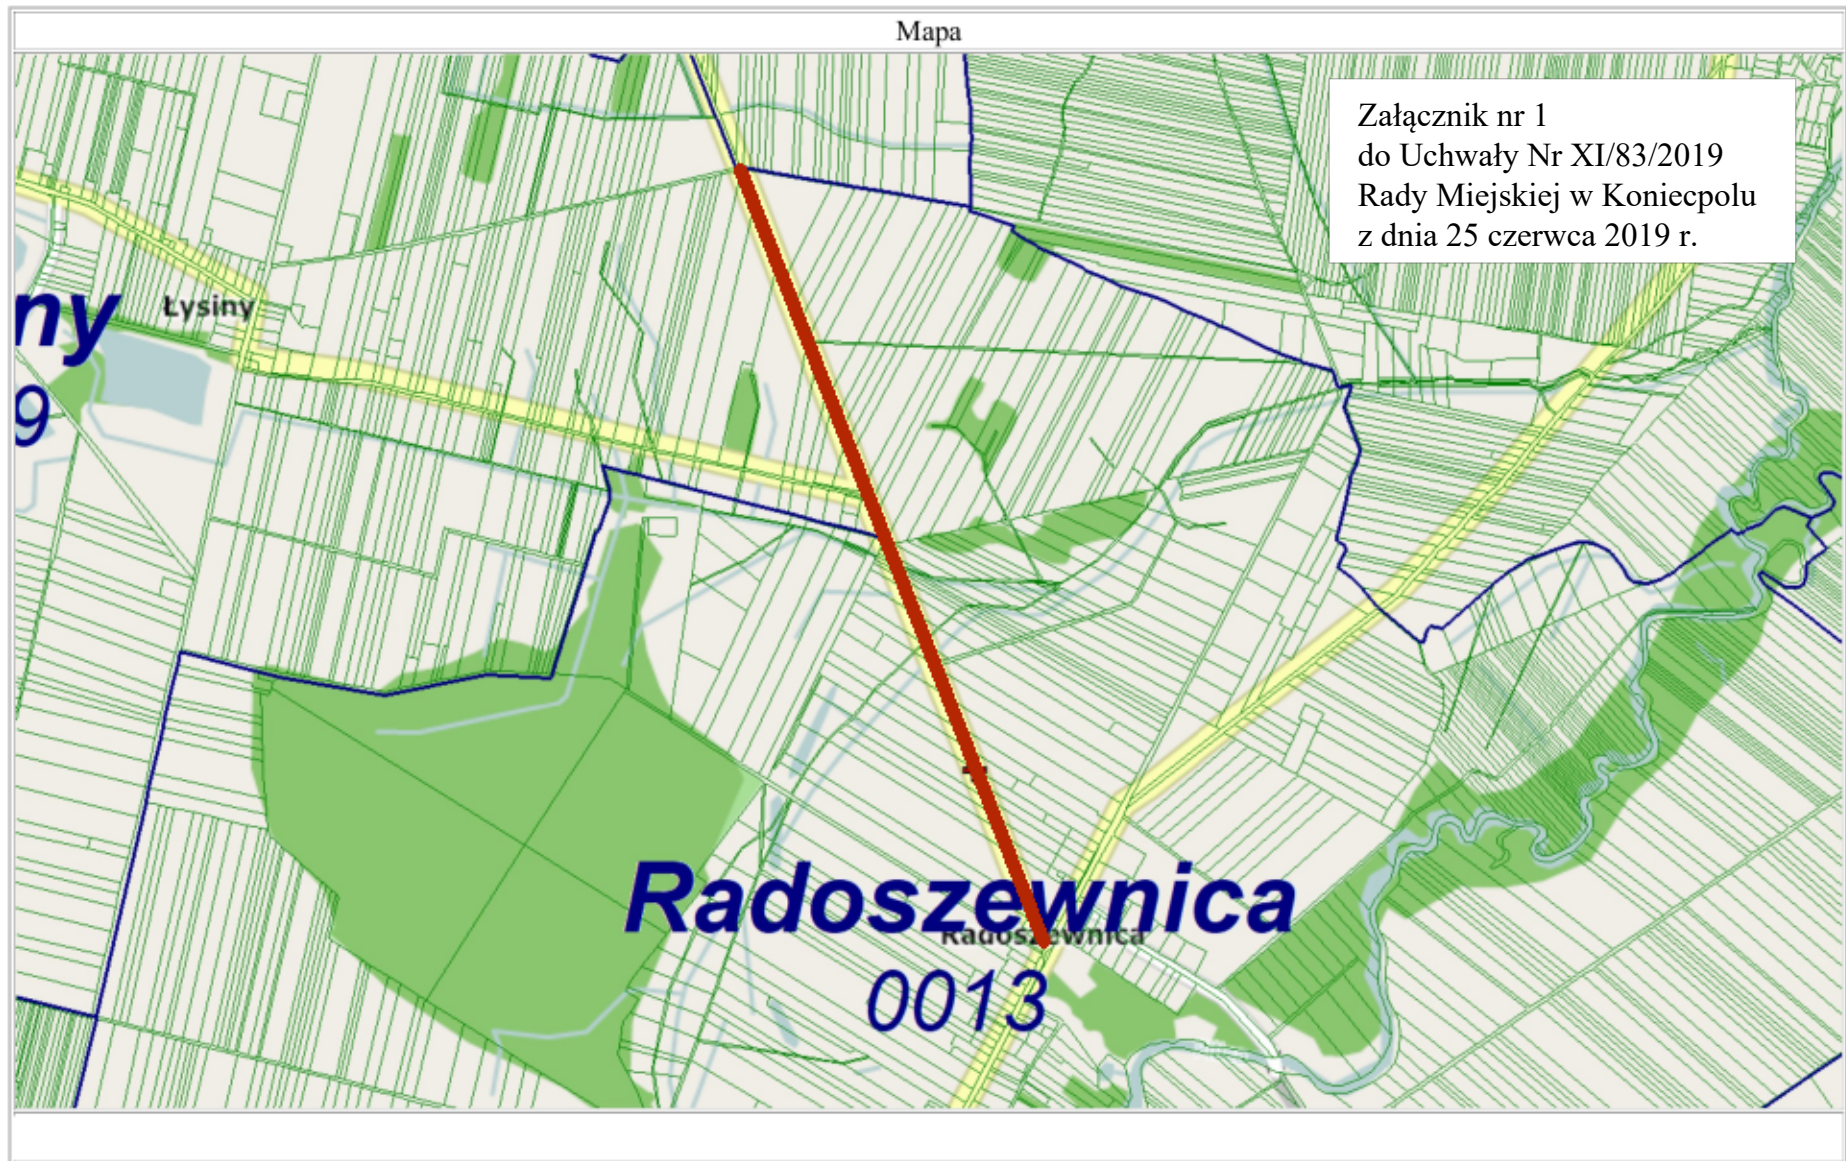 Mapa
Załącznik nr 1
do Uchwały Nr XI/83/2019
Rady Miejskiej w Koniecpolu
z dnia 25 czerwca 2019 r.
ny
9
Łysiny
Radoszewnica
Radoszewnica
0013